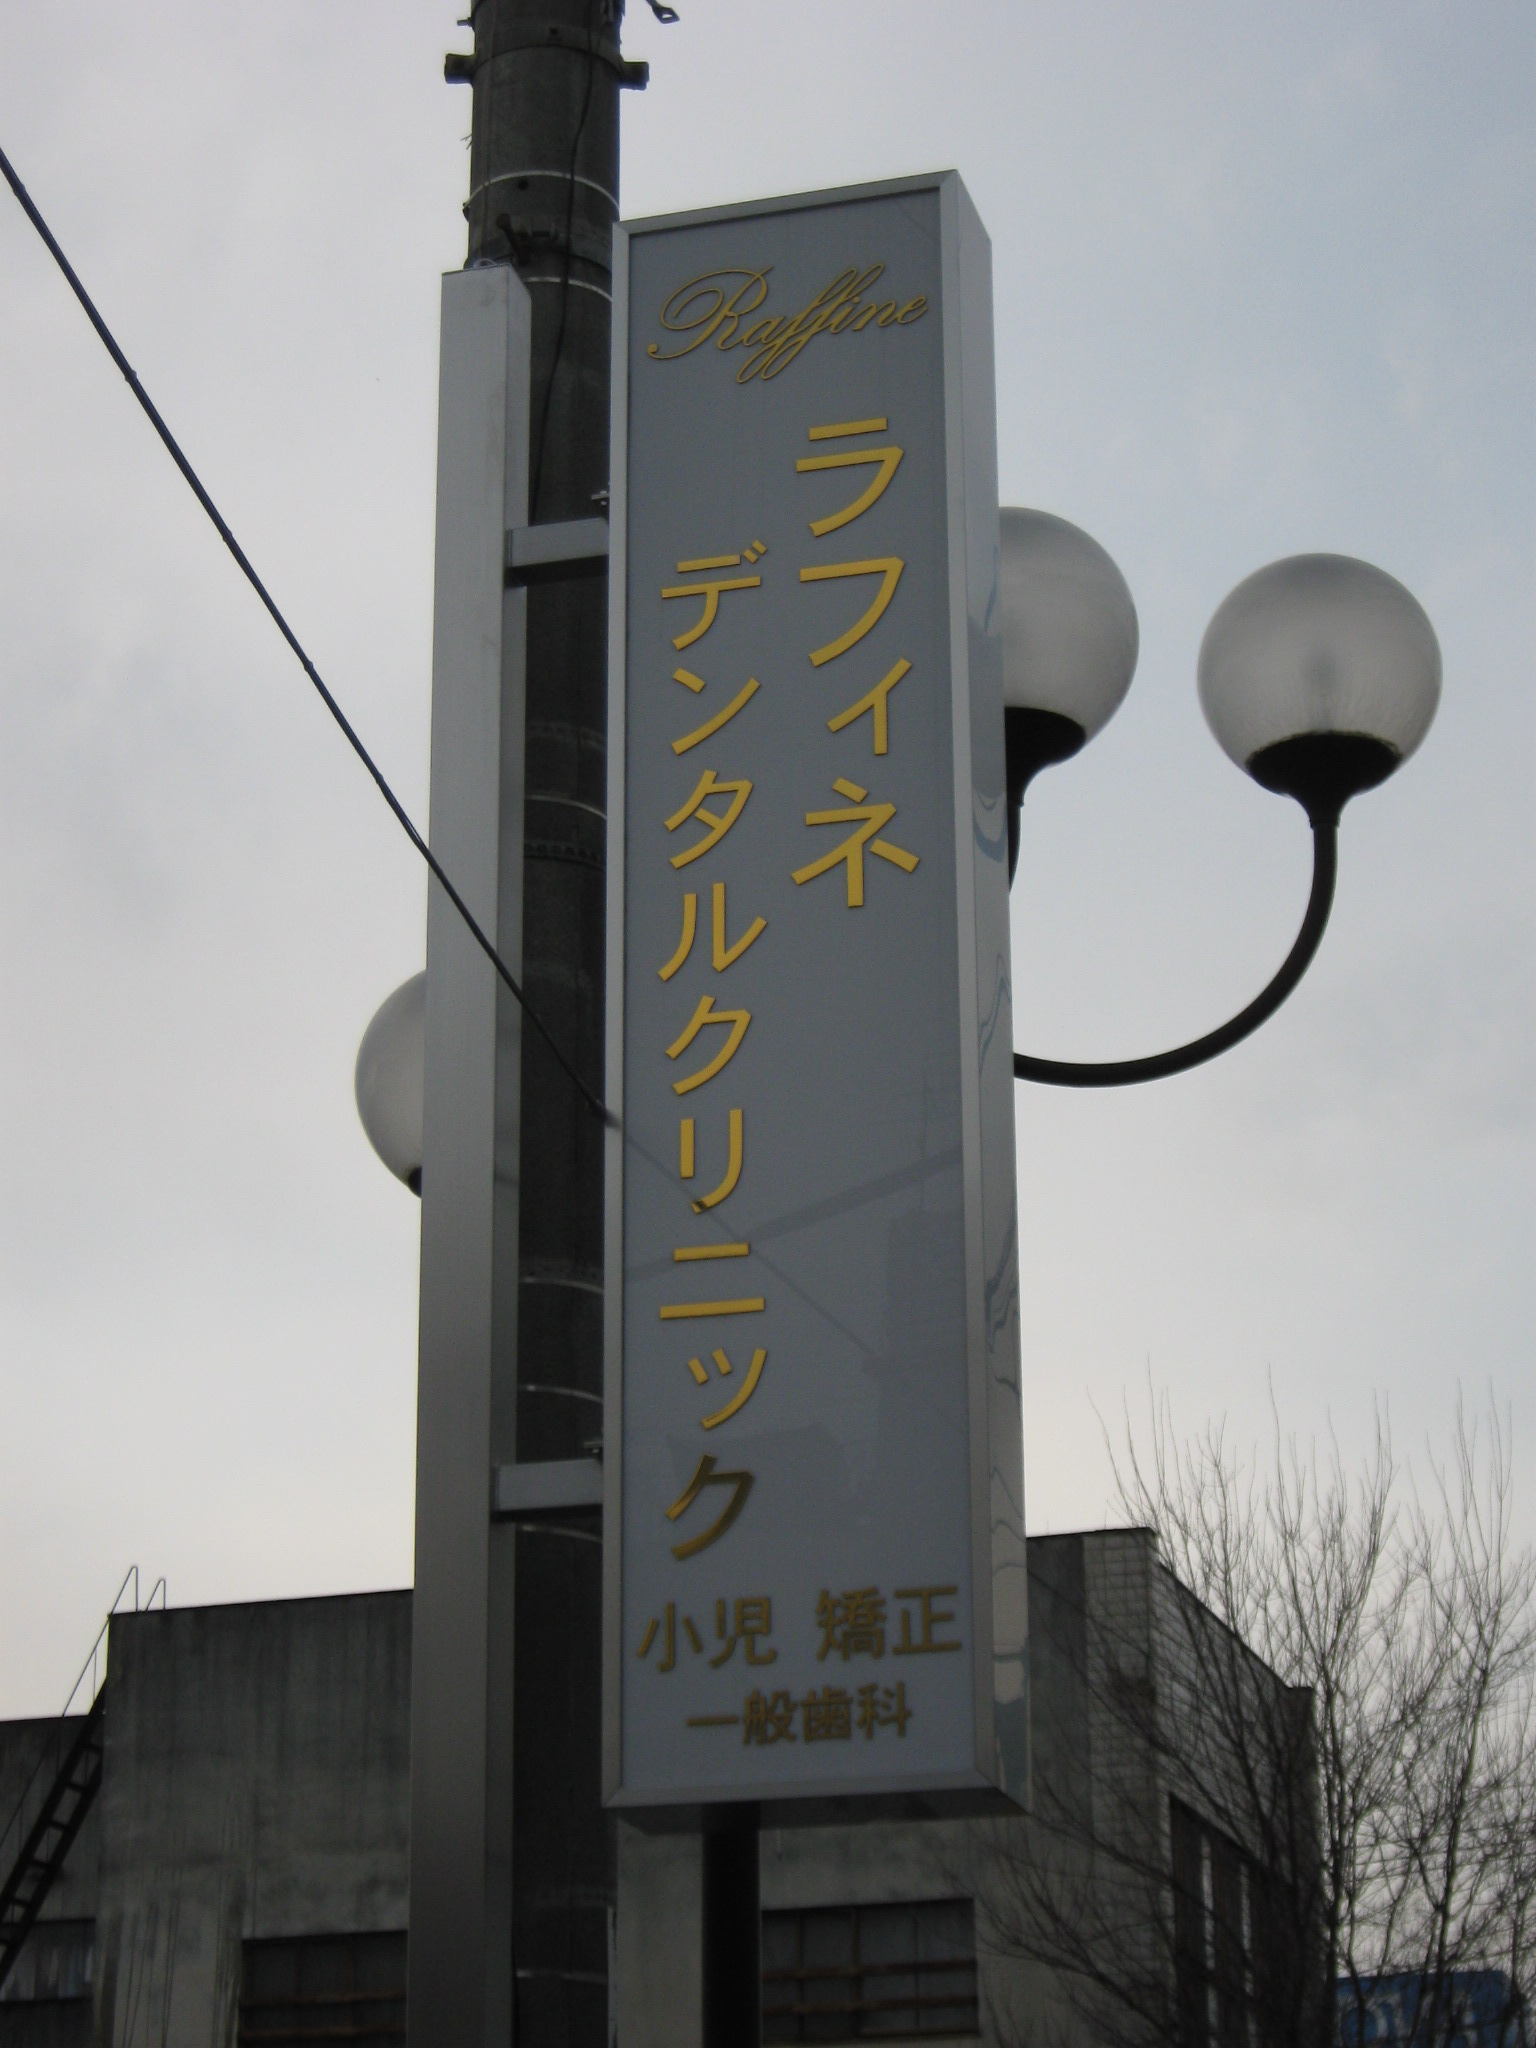 Raffine
ラフィネ
デンタルクリニック
小児 矯正
一般歯科